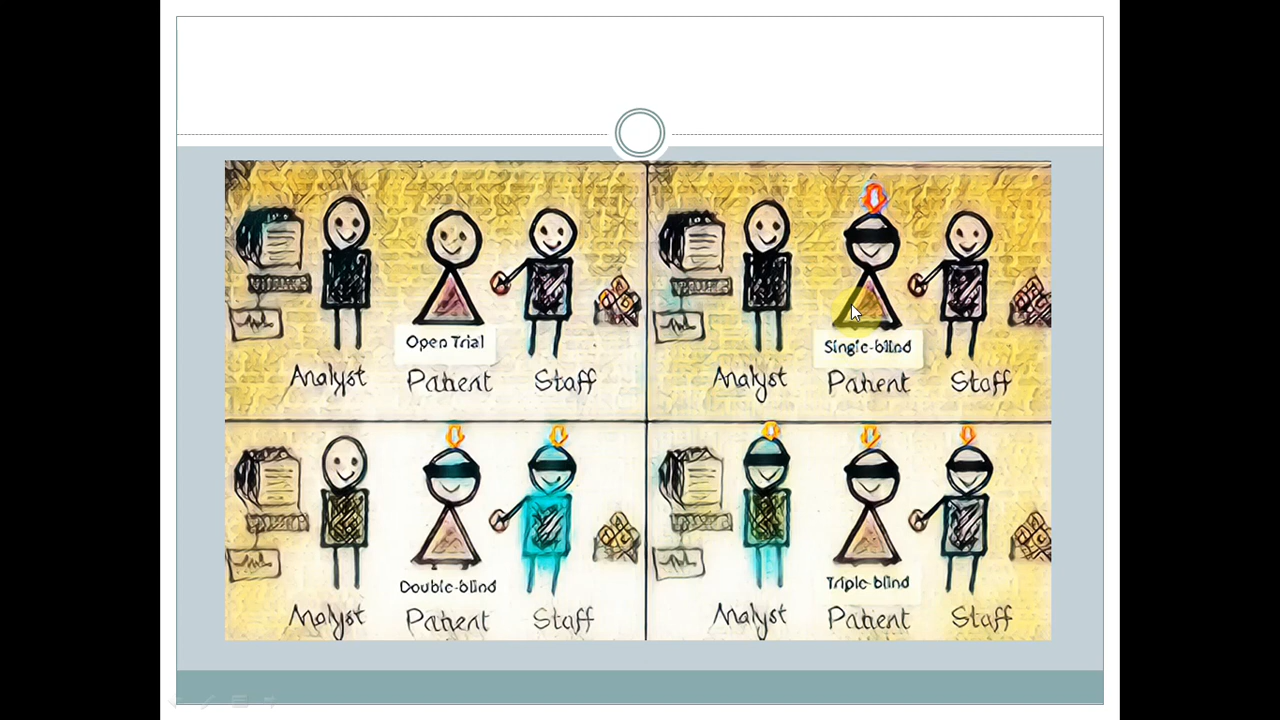 Open Trial
Analyst Patient Staff
Single-blind
Analyst Patient Staff
Double-blind
Analyst Patient Staff
Triple-blind
Analyst Patient Staff